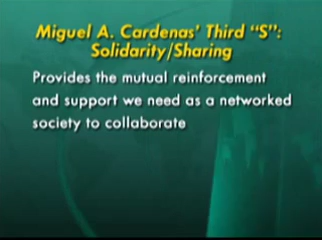 Miguel A. Cardenas' Third "S":
Solidarity/Sharing
Provides the mutual reinforcement
and support we need as a networked
society to collaborate